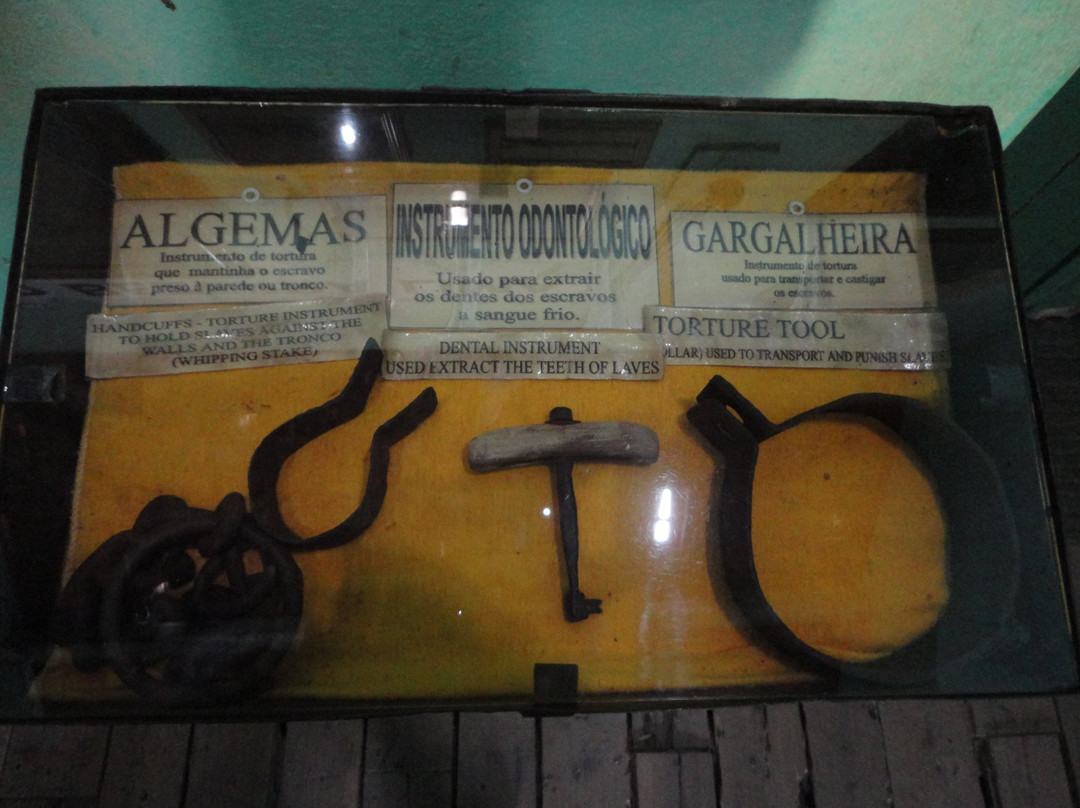 ALGEMAS
Instrumento de tortura
que mantinha o escravo
preso à parede ou tronco.
HANDCUFFS - TORTURE INSTRUMENT
TO HOLD SLAVES AGAINST THE
WALLS AND THE TRONCO
(WHIPPING STAKE)
INSTRUMENTO ODONTOLÓGICO
Usado para extrair
os dentes dos escravos
a sangue frio.
DENTAL INSTRUMENT
USED EXTRACT THE TEETH OF LAVES
GARGALHEIRA
Instrumento de tortura
usado para transportar e castigar
os escravos.
TORTURE TOOL
OLLAR) USED TO TRANSPORT AND PUNISH SLAVES